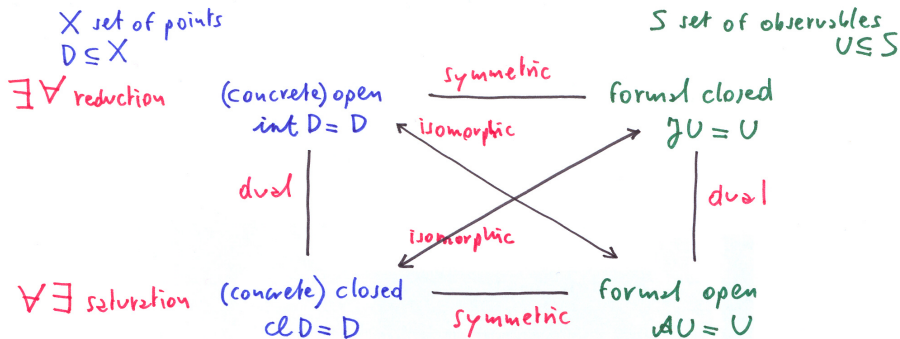 X set of points
D ⊆ X
S set of observables
U ⊆ S
∃∀ reduction
(concrete) open
int D = D
symmetric
formal closed
𝒥U = U
isomorphic
dual
dual
isomorphic
∀∃ saturation
(concrete) closed
cl D = D
symmetric
formal open
𝒜U = U